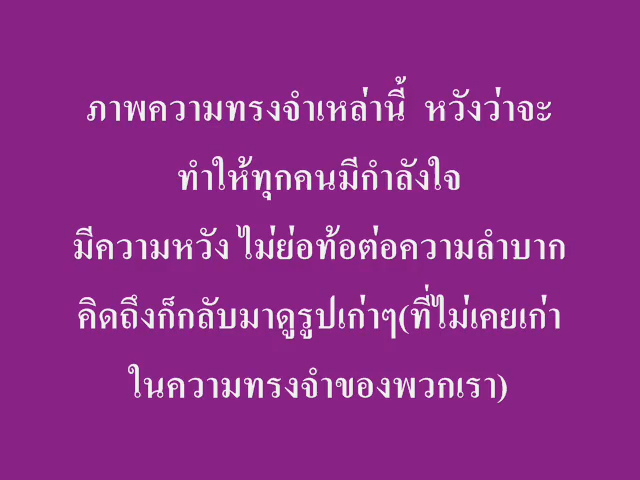 ภาพความทรงจำเหล่านี้ หวังว่าจะ
ทำให้ทุกคนมีกำลังใจ
มีความหวัง ไม่ย่อท้อต่อความลำบาก
คิดถึงก็กลับมาดูรูปเก่าๆ(ที่ไม่เคยเก่า
ในความทรงจำของพวกเรา)